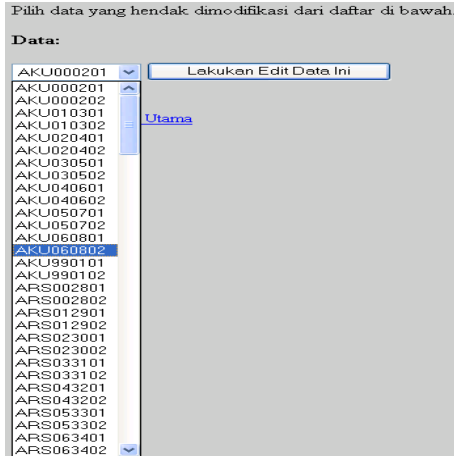 Pilih data yang hendak dimodifikasi dari daftar di bawah.
Data:
AKU000201 Lakukan Edit Data Ini
AKU000201
AKU000202
AKU010301
AKU010302
Utama
AKU020401
AKU020402
AKU030501
AKU030502
AKU040601
AKU040602
AKU050701
AKU050702
AKU060801
AKU060802
AKU990101
AKU990102
ARS002801
ARS002802
ARS012901
ARS012902
ARS023001
ARS023002
ARS033101
ARS033102
ARS043201
ARS043202
ARS053301
ARS053302
ARS063401
ARS063402